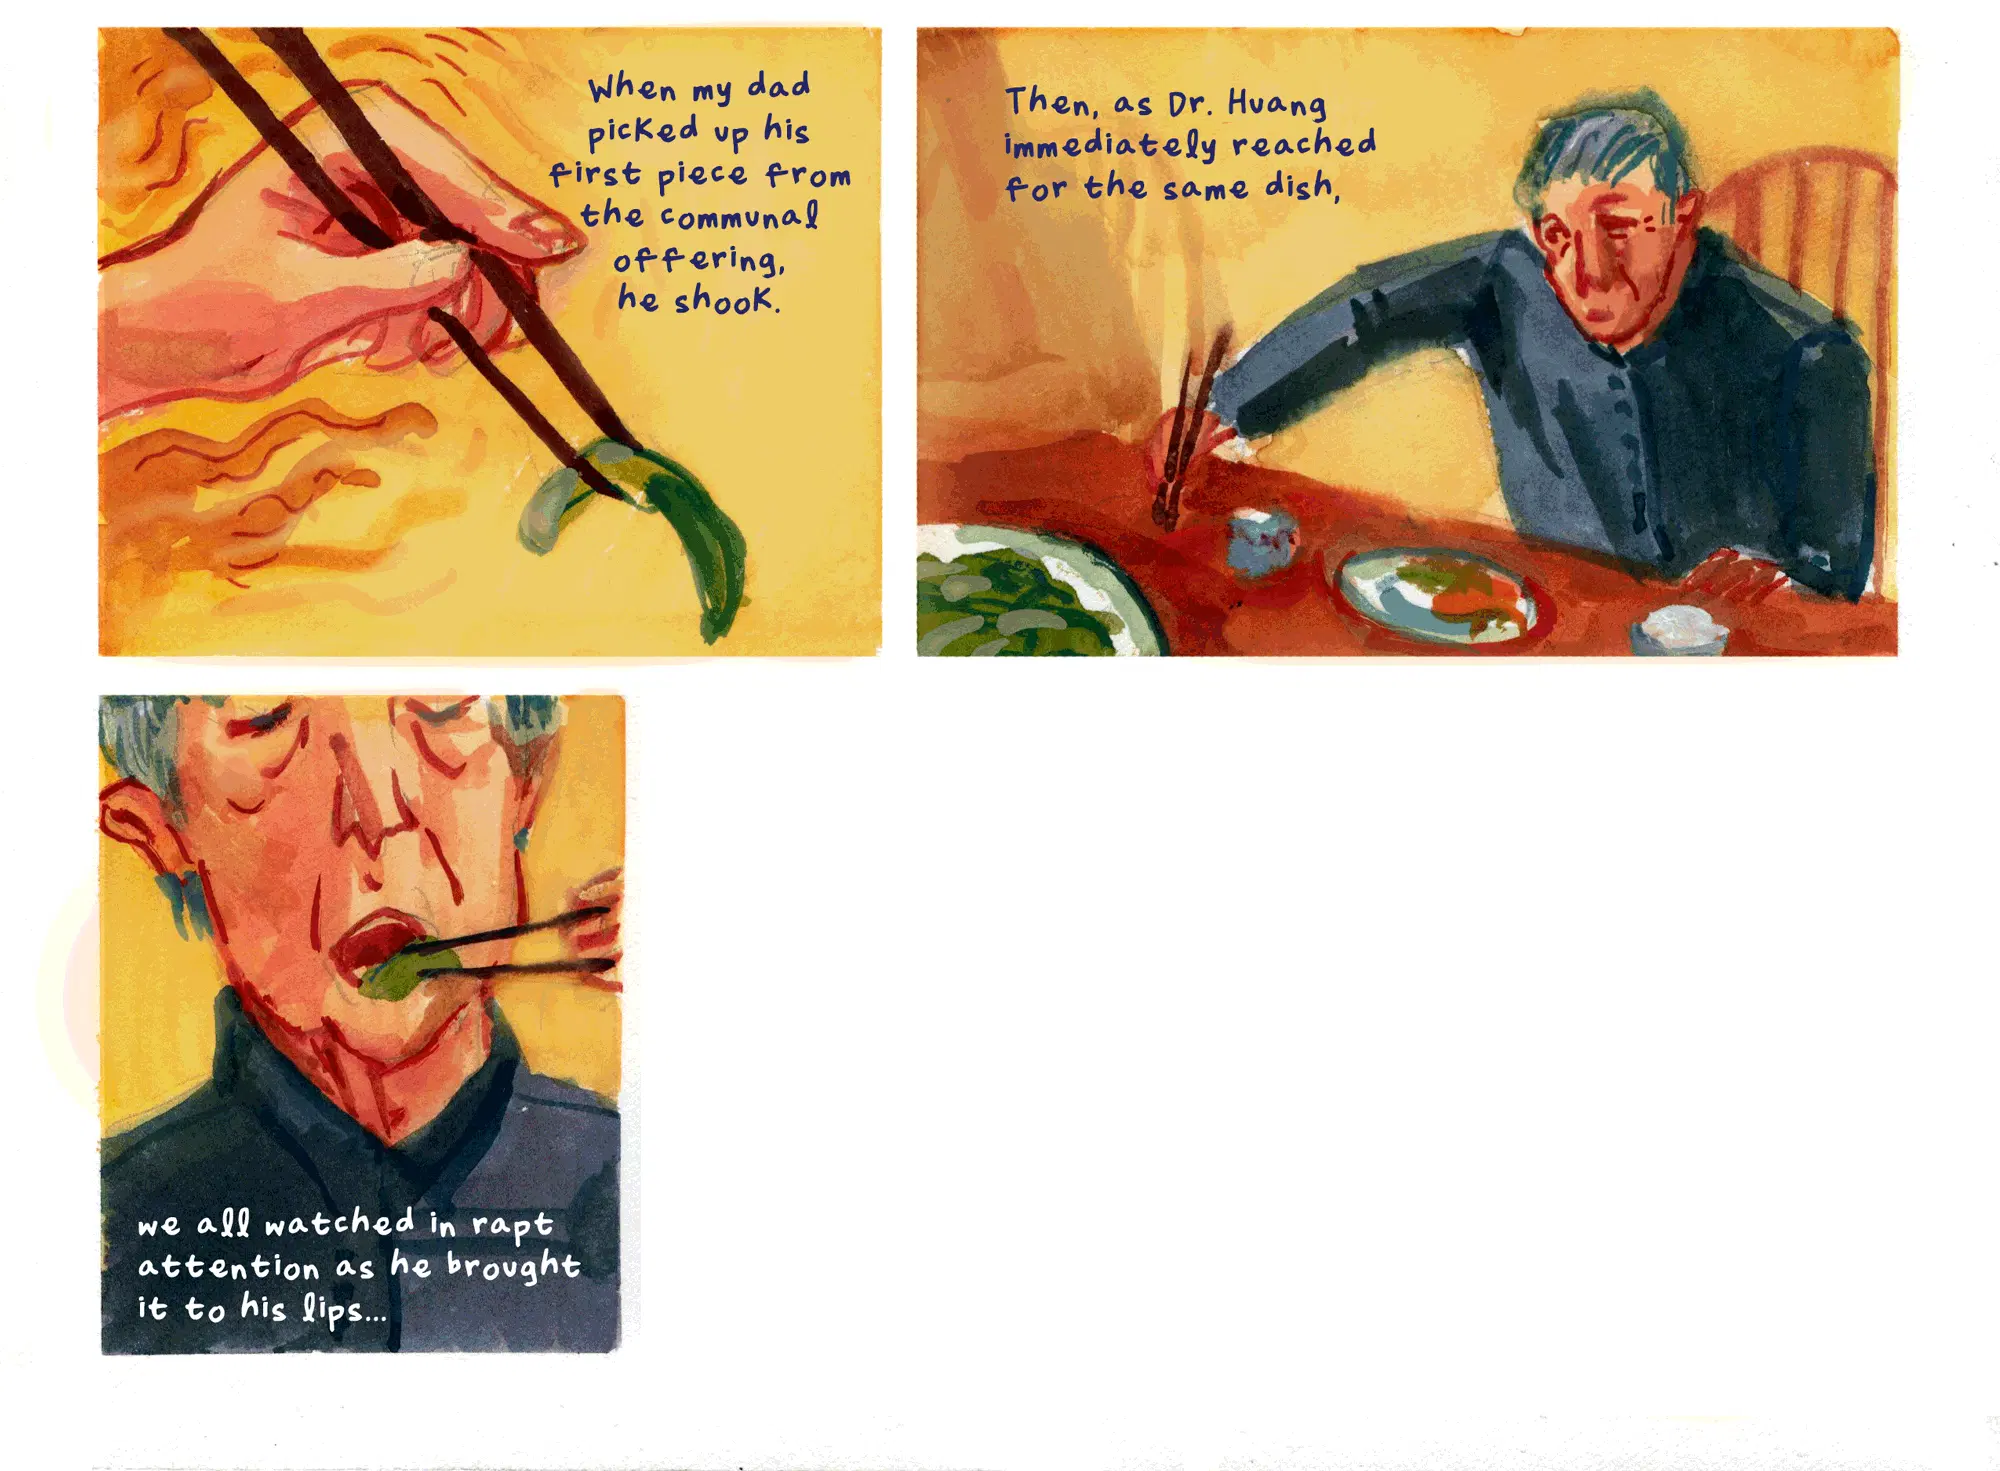 When my dad
picked up his
first piece from
the communal
offering,
he shook.
Then, as Dr. Huang
immediately reached
for the same dish,
we all watched in rapt
attention as he brought
it to his lips...